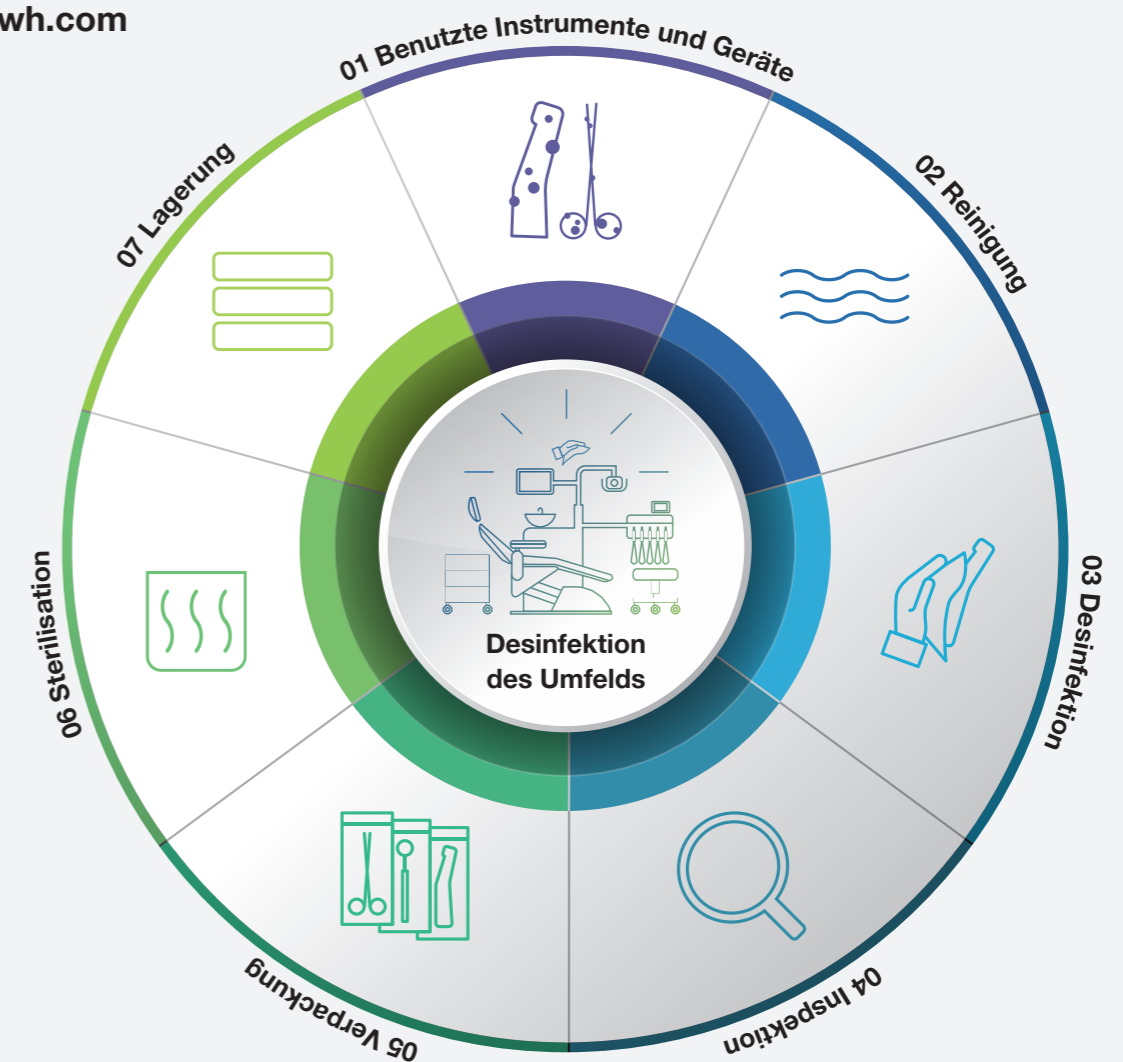 wh.com
01 Benutzte Instrumente und Geräte
02 Reinigung
03 Desinfektion
04 Inspektion
05 Verpackung
06 Sterilisation
07 Lagerung
Desinfektion
des Umfelds